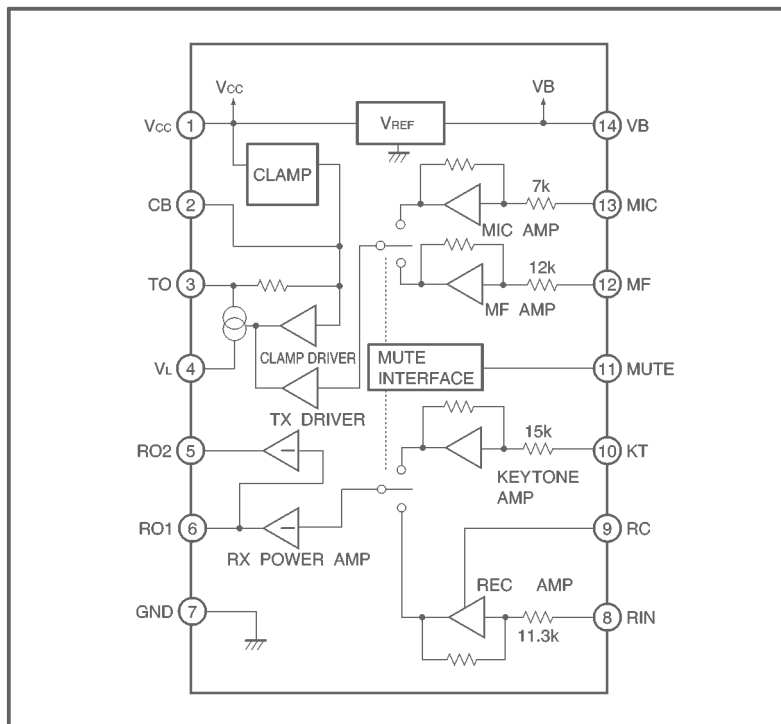 VCC VB
VCC 1 VREF 14 VB
CLAMP
7k
CB 2 13 MIC
MIC AMP
12k
TO 3 12 MF
MF AMP
CLAMP DRIVER
VL 4 MUTE INTERFACE 11 MUTE
TX DRIVER
15k
RO2 5 10 KT
KEYTONE
AMP
RO1 6 9 RC
RX POWER AMP
REC AMP
GND 7 8 RIN
11.3k